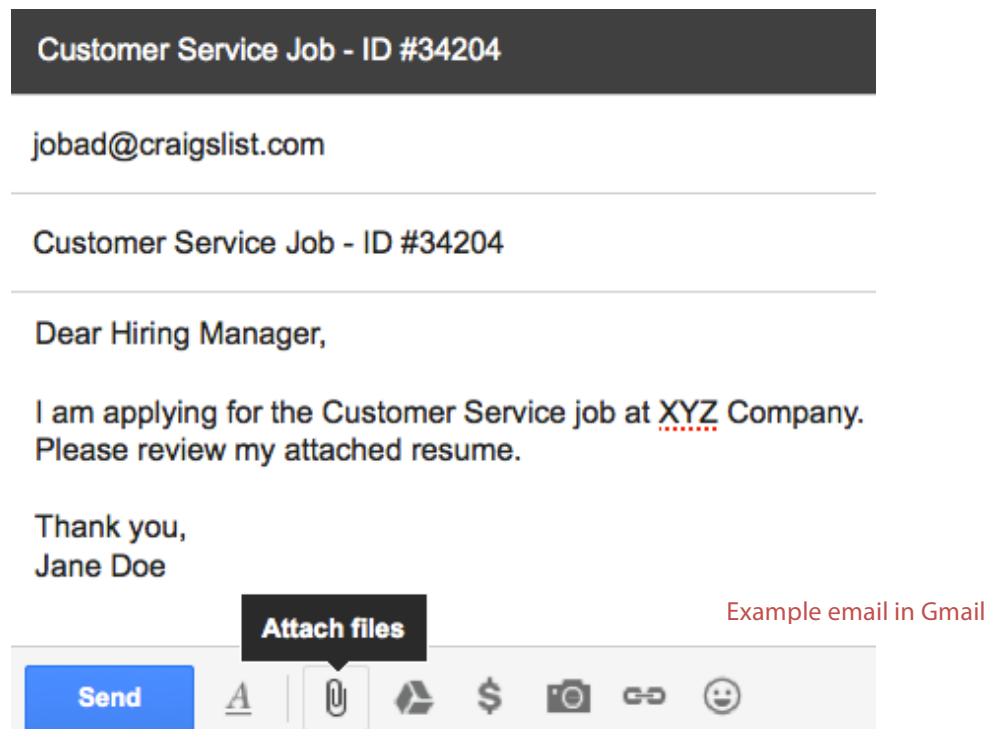 Customer Service Job - ID #34204
jobad@craigslist.com
Customer Service Job - ID #34204
Dear Hiring Manager,
I am applying for the Customer Service job at XYZ Company.
Please review my attached resume.
Thank you,
Jane Doe
Example email in Gmail
Attach files
Send A $